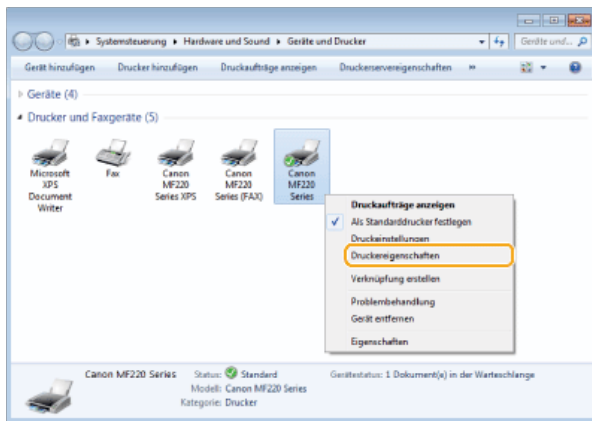 Systemsteuerung ▸ Hardware und Sound ▸ Geräte und Drucker
Geräte und...
Gerät hinzufügen Drucker hinzufügen Druckaufträge anzeigen Druckerservereigenschaften »
Geräte (4)
Drucker und Faxgeräte (5)
Microsoft
XPS
Document
Writer
Fax
Canon
MF220
Series XPS
Canon
MF220
Series (FAX)
Canon
MF220
Series
Druckaufträge anzeigen
Als Standarddrucker festlegen
Druckeinstellungen
Druckereigenschaften
Verknüpfung erstellen
Problembehandlung
Gerät entfernen
Eigenschaften
Canon MF220 Series Status: Standard Gerätestatus: 1 Dokument(e) in der Warteschlange
Modell: Canon MF220 Series
Kategorie: Drucker